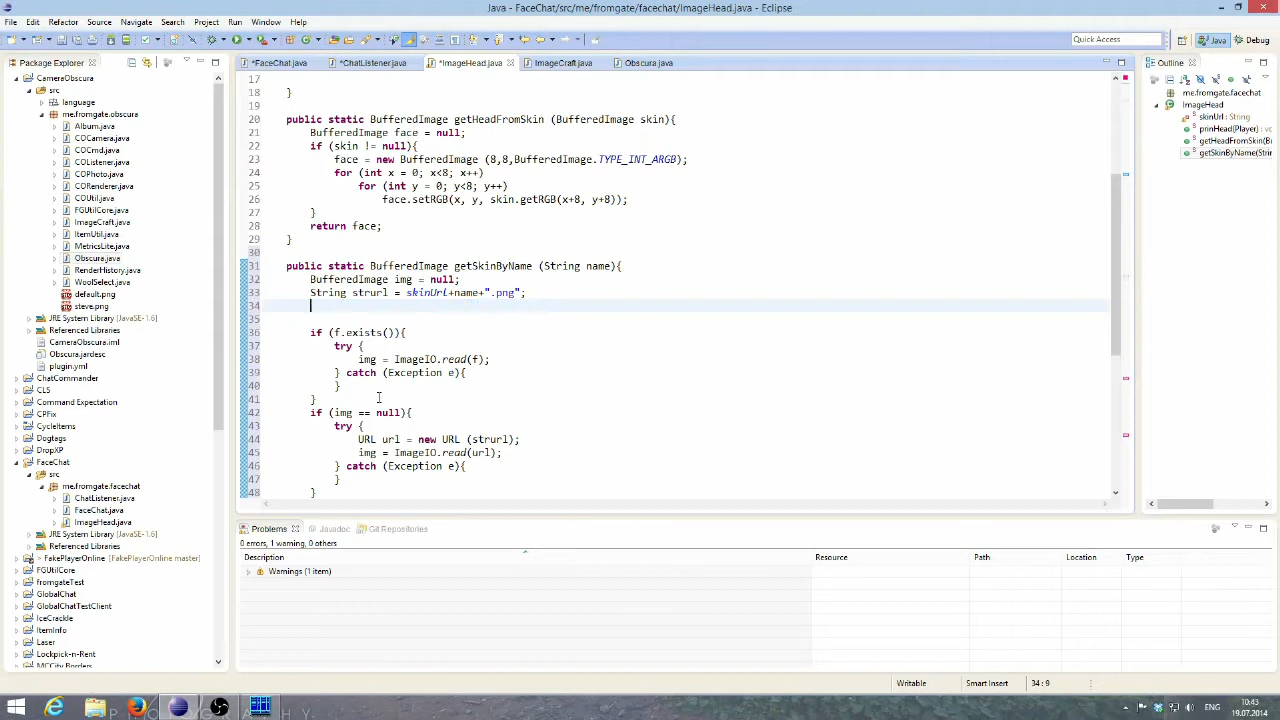 Java - FaceChat/src/me/fromgate/facechat/ImageHead.java - Eclipse
File Edit Refactor Source Navigate Search Project Run Window Help
Quick Access
Java
Debug
Package Explorer
*FaceChat.java
*ChatListener.java
*ImageHead.java
ImageCraft.java
Obscura.java
Outline
CameraObscura
src
language
me.fromgate.obscura
Album.java
COCamera.java
COCmd.java
COListener.java
COPhoto.java
CORenderer.java
COUtil.java
FGUtilCore.java
ImageCraft.java
ItemUtil.java
MetricsLite.java
Obscura.java
RenderHistory.java
WoolSelect.java
default.png
steve.png
JRE System Library [JavaSE-1.6]
Referenced Libraries
CameraObscura.iml
Obscura.jardesc
plugin.yml
ChatCommander
CLS
Command Expectancy
CPFix
CycleItems
Dogtags
DropXP
FaceChat
src
me.fromgate.facechat
ChatListener.java
FaceChat.java
ImageHead.java
JRE System Library [JavaSE-1.6]
Referenced Libraries
> FakePlayerOnline [FakePlayerOnline master]
FGUtilCore
fromgateTest
GlobalChat
GlobalChatTestClient
IceCrackle
ItemInfo
Laser
Lockpick-n-Rent
MCCity Borders
17
18 }
19
20 public static BufferedImage getHeadFromSkin (BufferedImage skin){
21 BufferedImage face = null;
22 if (skin != null){
23 face = new BufferedImage (8,8,BufferedImage.TYPE_INT_ARGB);
24 for (int x = 0; x<8; x++)
25 for (int y = 0; y<8; y++)
26 face.setRGB(x, y, skin.getRGB(x+8, y+8));
27 }
28 return face;
29 }
30
31 public static BufferedImage getSkinByName (String name){
32 BufferedImage img = null;
33 String strurl = skinUrl+name+".png";
34
35
36 if (f.exists()){
37 try {
38 img = ImageIO.read(f);
39 } catch (Exception e){
40 }
41 }
42 if (img == null){
43 try {
44 URL url = new URL (strurl);
45 img = ImageIO.read(url);
46 } catch (Exception e){
47 }
48 }
me.fromgate.facechat
ImageHead
skinUrl : String
prinHead(Player)
getHeadFromSkin(B
getSkinByName(Strin
Problems
Javadoc
Git Repositories
0 errors, 1 warning, 0 others
Description Resource Path Location Type
Warnings (1 item)
Writable
Smart Insert
34 : 9
ENG
10:43
19.07.2014